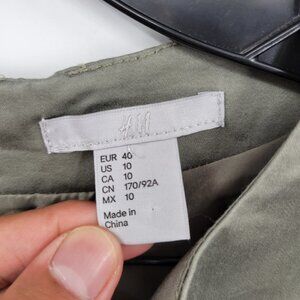 H&M
EUR 40
US 10
CA 10
CN 170/92A
MX 10
Made in
China